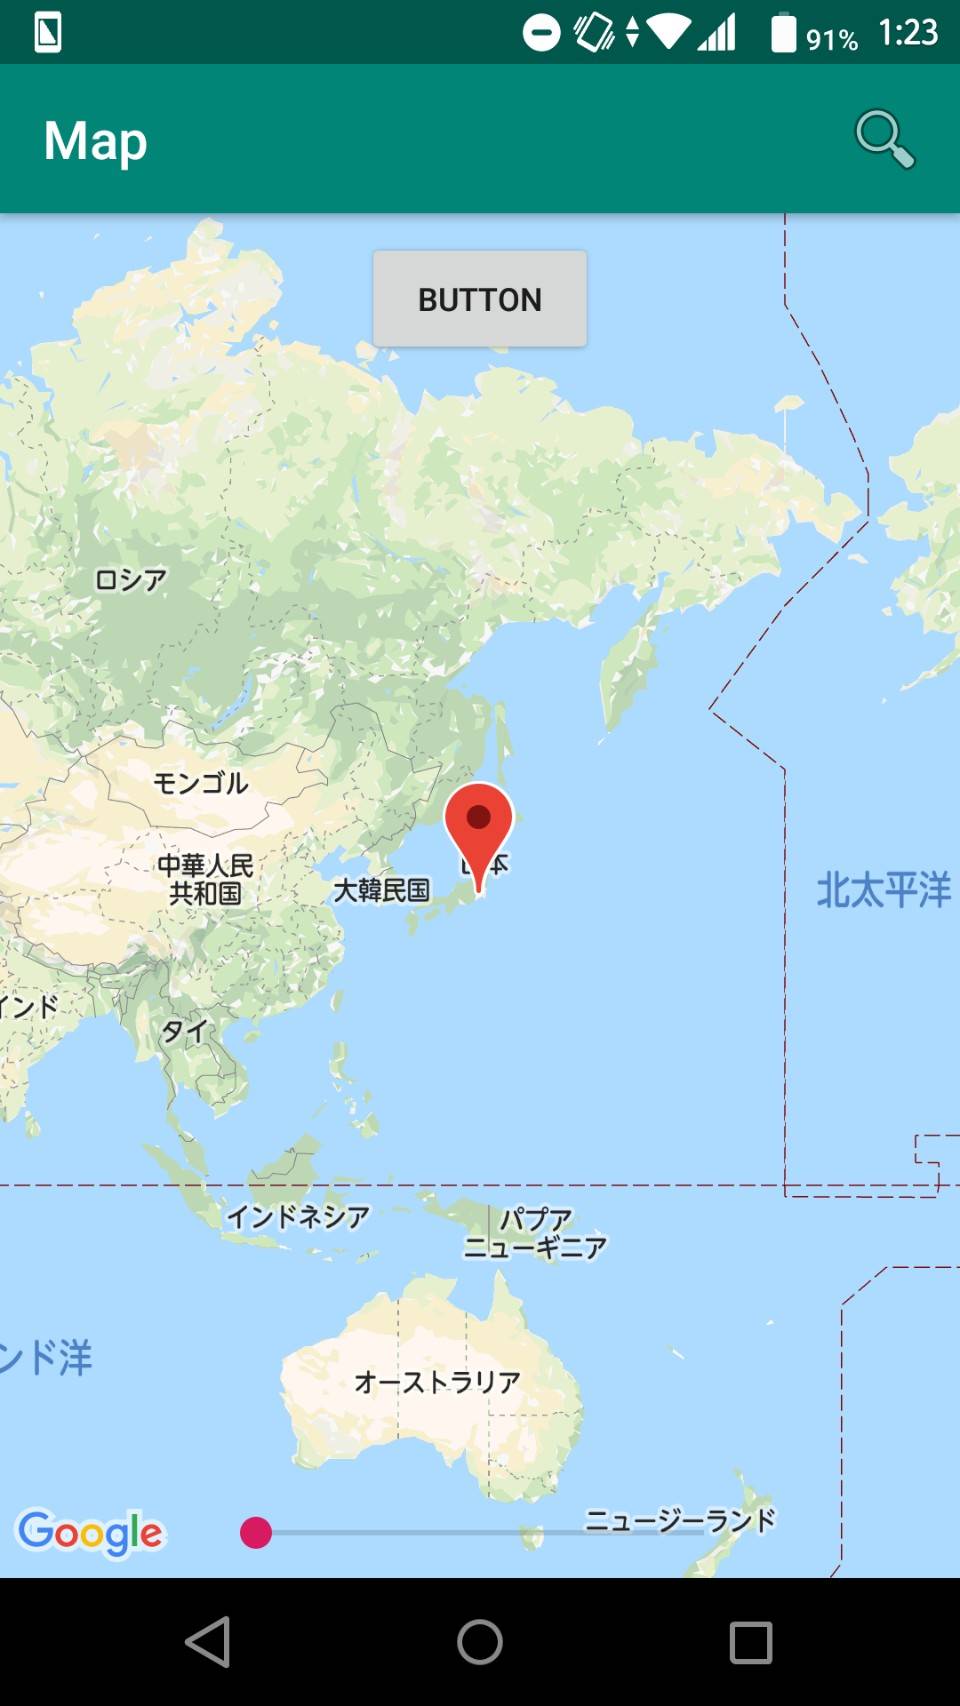 91% 1:23
Map
BUTTON
ロシア
モンゴル
中華人民
共和国
大韓民国
日本
北太平洋
インド
タイ
インドネシア
パプア
ニューギニア
ンド洋
オーストラリア
ニュージーランド
Google